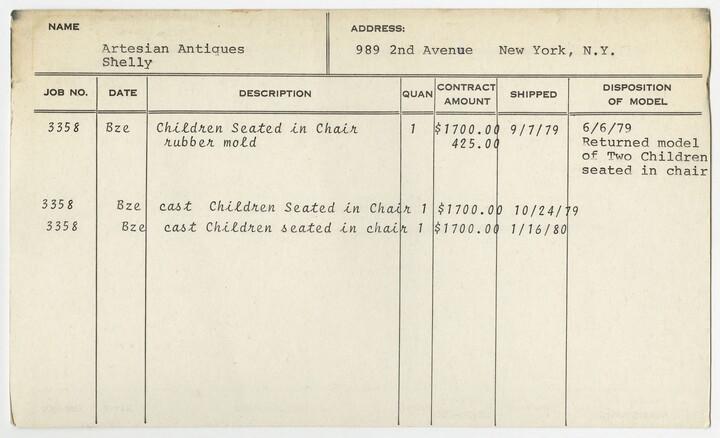 NAME
Artesian Antiques
Shelly
ADDRESS:
989 2nd Avenue New York, N.Y.
JOB NO. DATE DESCRIPTION QUAN CONTRACT AMOUNT SHIPPED DISPOSITION OF MODEL
3358 Bze Children Seated in Chair 1 $1700.00 9/7/79 6/6/79
rubber mold 425.00 Returned model
of Two Children
seated in chair
3358 Bze cast Children Seated in Chair 1 $1700.00 10/24/79
3358 Bze cast Children seated in chair 1 $1700.00 1/16/80